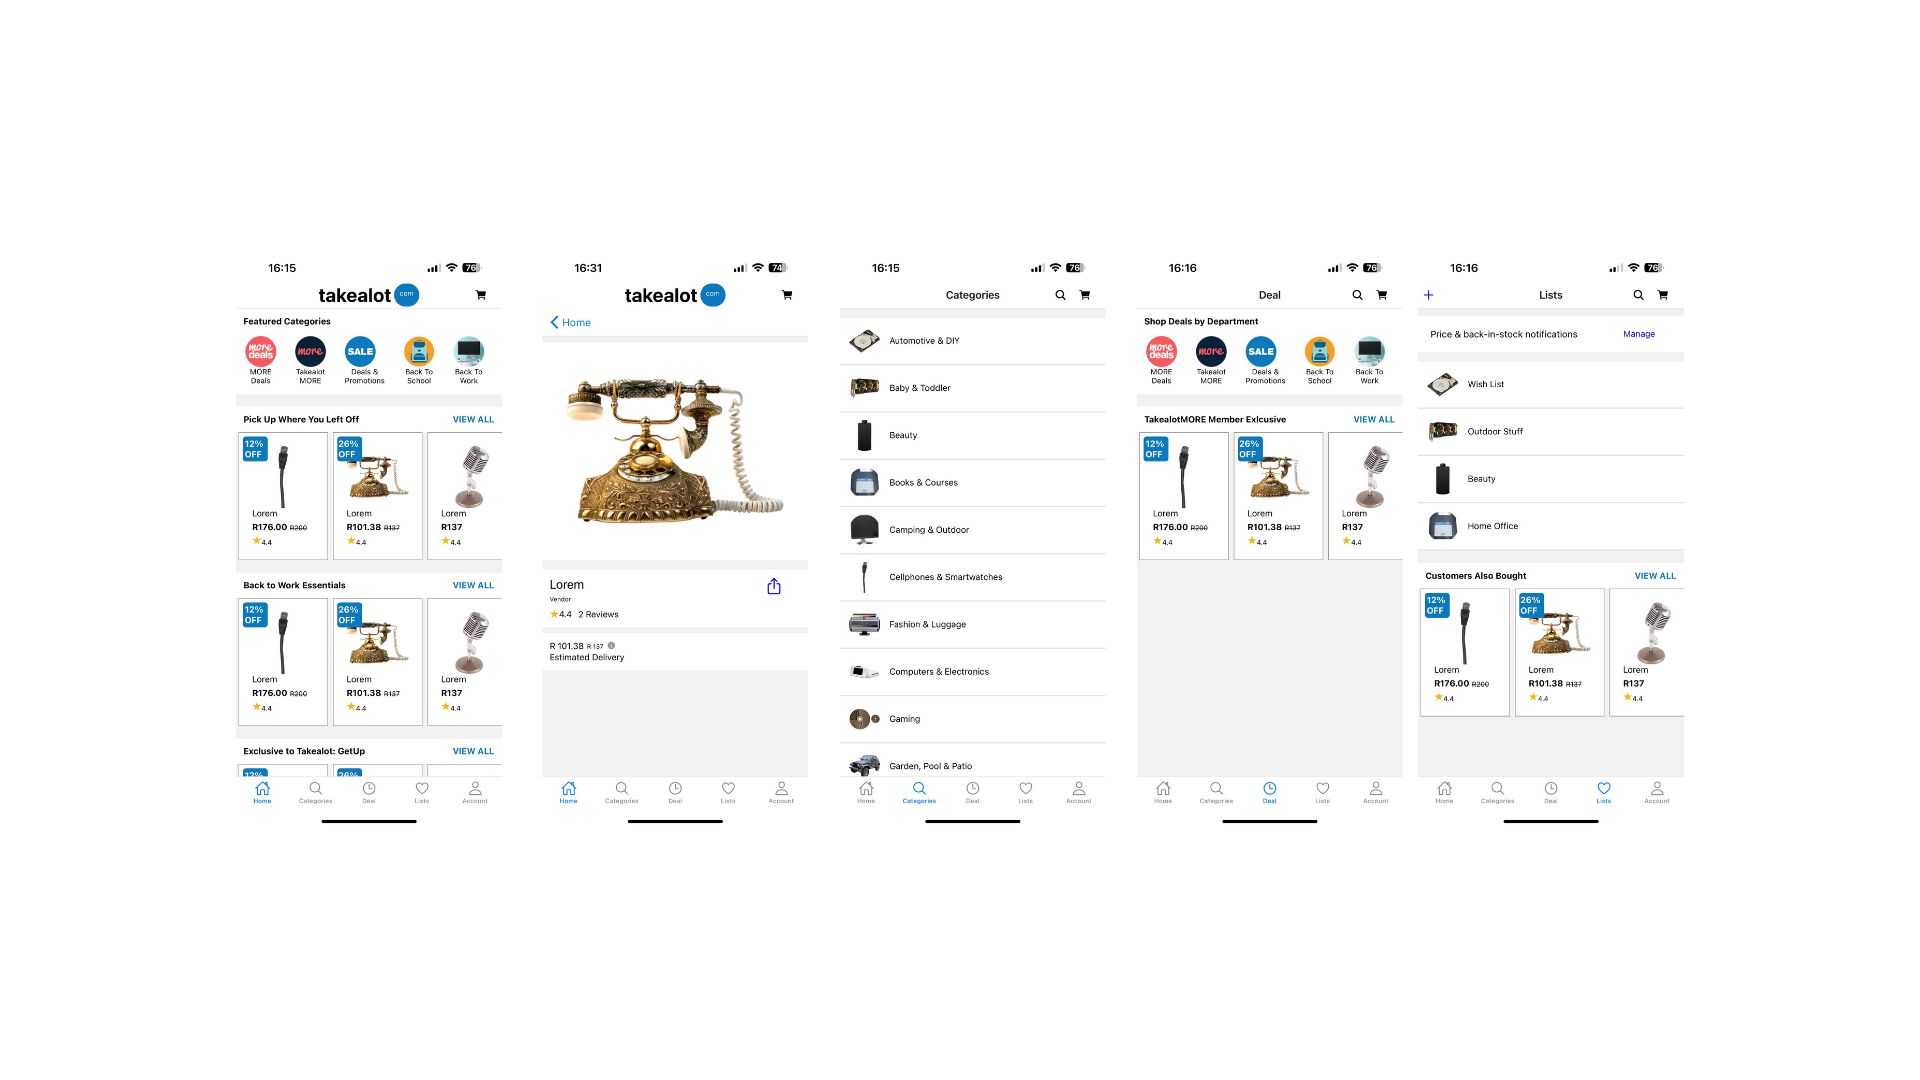 16:15
76
takealot com
Featured Categories
more deals
more
SALE
MORE Deals
Takealot MORE
Deals & Promotions
Back To School
Back To Work
Pick Up Where You Left Off VIEW ALL
12% OFF
26% OFF
Lorem Lorem Lorem
R176.00 R200 R101.38 R137 R137
4.4 4.4 4.4
Back to Work Essentials VIEW ALL
12% OFF
26% OFF
Lorem Lorem Lorem
R176.00 R200 R101.38 R137 R137
4.4 4.4 4.4
Exclusive to Takealot: GetUp VIEW ALL
12% 26%
Home Categories Deal Lists Account
16:31
74
takealot com
Home
Lorem
Vendor
4.4 2 Reviews
R 101.38 R 137
Estimated Delivery
Home Categories Deal Lists Account
16:15
76
Categories
Automotive & DIY
Baby & Toddler
Beauty
Books & Courses
Camping & Outdoor
Cellphones & Smartwatches
Fashion & Luggage
Computers & Electronics
Gaming
Garden, Pool & Patio
Home Categories Deal Lists Account
16:16
76
Deal
Shop Deals by Department
more deals
more
SALE
MORE Deals
Takealot MORE
Deals & Promotions
Back To School
Back To Work
TakealotMORE Member Exlcusive VIEW ALL
12% OFF
26% OFF
Lorem Lorem Lorem
R176.00 R200 R101.38 R137 R137
4.4 4.4 4.4
Home Categories Deal Lists Account
16:16
76
+ Lists
Price & back-in-stock notifications Manage
Wish List
Outdoor Stuff
Beauty
Home Office
Customers Also Bought VIEW ALL
12% OFF
26% OFF
Lorem Lorem Lorem
R176.00 R200 R101.38 R137 R137
4.4 4.4 4.4
Home Categories Deal Lists Account